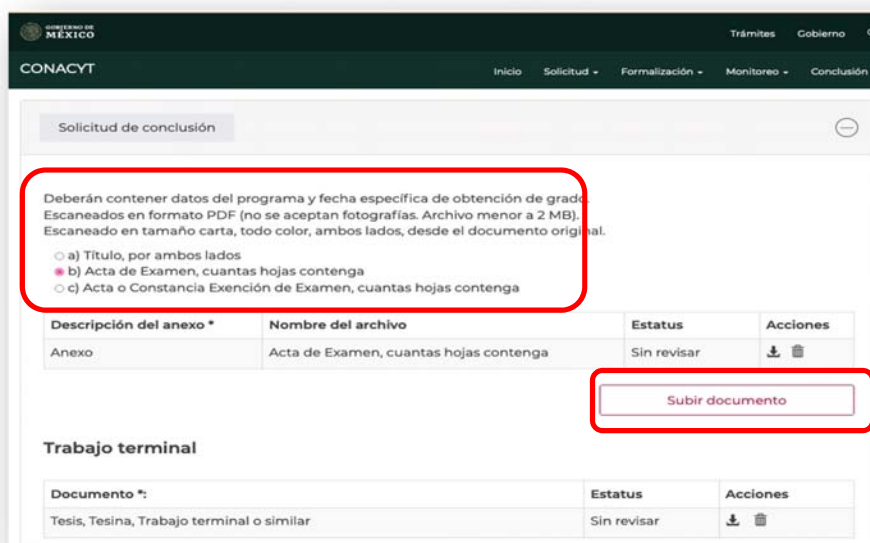 GOBIERNO DE
MÉXICO
Trámites Gobierno
CONACYT
Inicio Solicitud Formalización Monitoreo Conclusión
Solicitud de conclusión
Deberán contener datos del programa y fecha específica de obtención de grado.
Escaneados en formato PDF (no se aceptan fotografías. Archivo menor a 2 MB).
Escaneado en tamaño carta, todo color, ambos lados, desde el documento original.
a) Título, por ambos lados
b) Acta de Examen, cuantas hojas contenga
c) Acta o Constancia Exención de Examen, cuantas hojas contenga
Descripción del anexo * Nombre del archivo Estatus Acciones
Anexo Acta de Examen, cuantas hojas contenga Sin revisar
Subir documento
Trabajo terminal
Documento *: Estatus Acciones
Tesis, Tesina, Trabajo terminal o similar Sin revisar